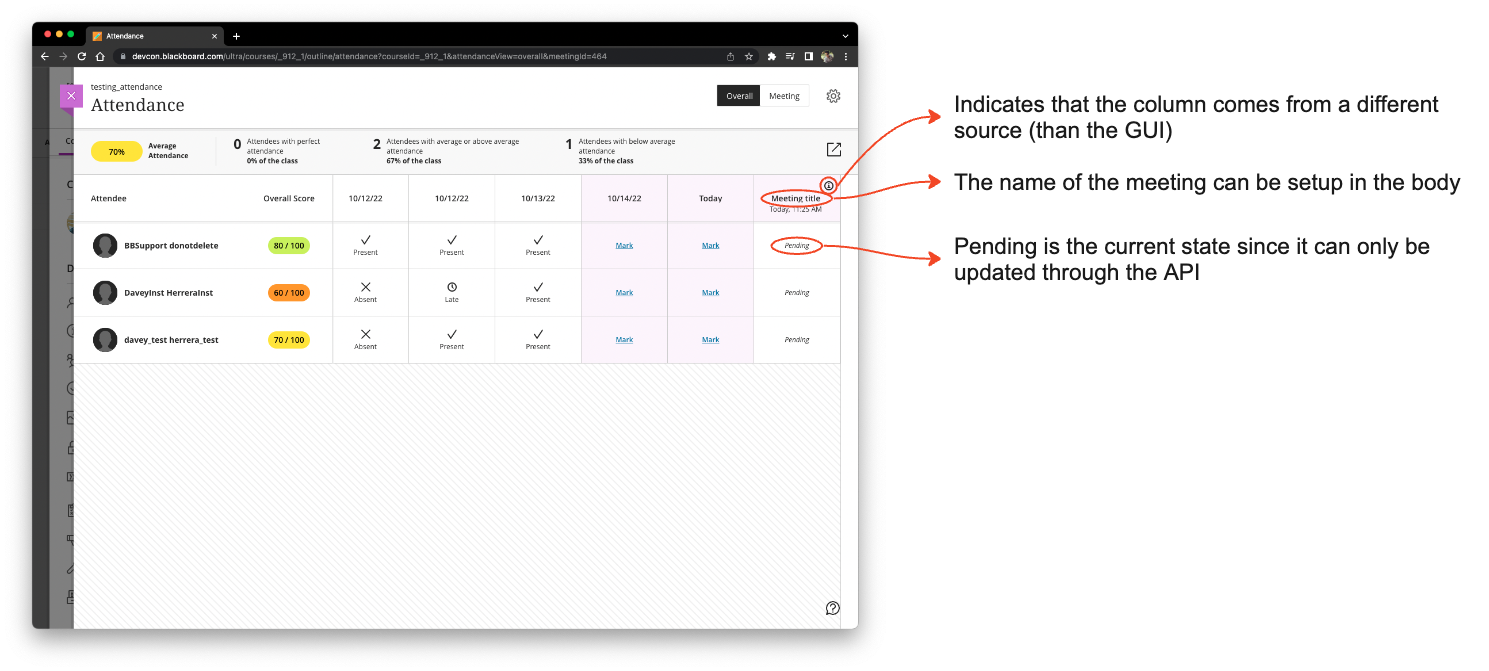 Attendance
devcon.blackboard.com/ultra/courses/_912_1/outline/attendance?courseId=_912_1&attendanceView=overall&meetingId=464
testing_attendance
Attendance
Overall Meeting
70% Average Attendance
0 Attendees with perfect attendance
0% of the class
2 Attendees with average or above average attendance
67% of the class
1 Attendees with below average attendance
33% of the class
Attendee Overall Score 10/12/22 10/12/22 10/13/22 10/14/22 Today Meeting title
Today, 11:25 AM
BBSupport donotdelete 80 / 100 Present Present Present Mark Mark Pending
DaveyInst HerreraInst 60 / 100 Absent Late Present Mark Mark Pending
davey_test herrera_test 70 / 100 Absent Present Present Mark Mark Pending
Indicates that the column comes from a different
source (than the GUI)
The name of the meeting can be setup in the body
Pending is the current state since it can only be
updated through the API